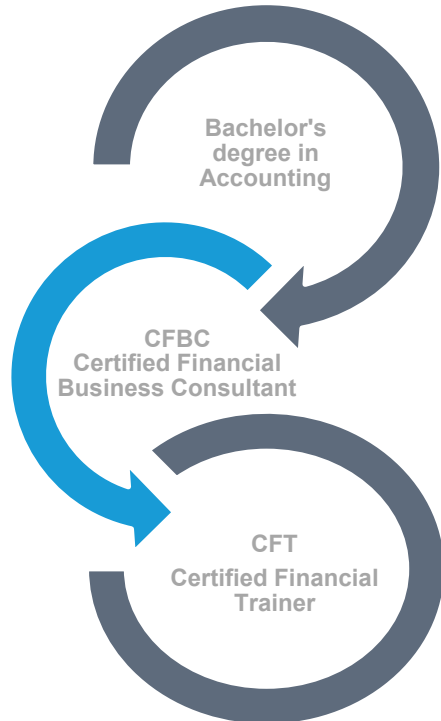 Bachelor's
degree in
Accounting
CFBC
Certified Financial
Business Consultant
CFT
Certified Financial
Trainer